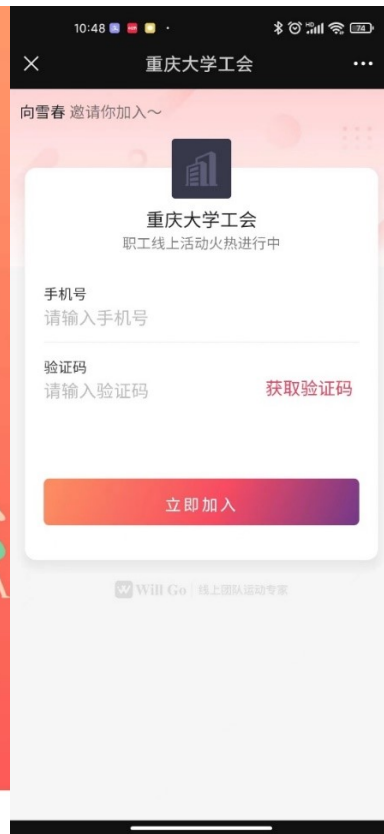 10:48
74
重庆大学工会
向雪春 邀请你加入～
重庆大学工会
职工线上活动火热进行中
手机号
请输入手机号
验证码
请输入验证码
获取验证码
立即加入
Will Go 线上团队运动专家